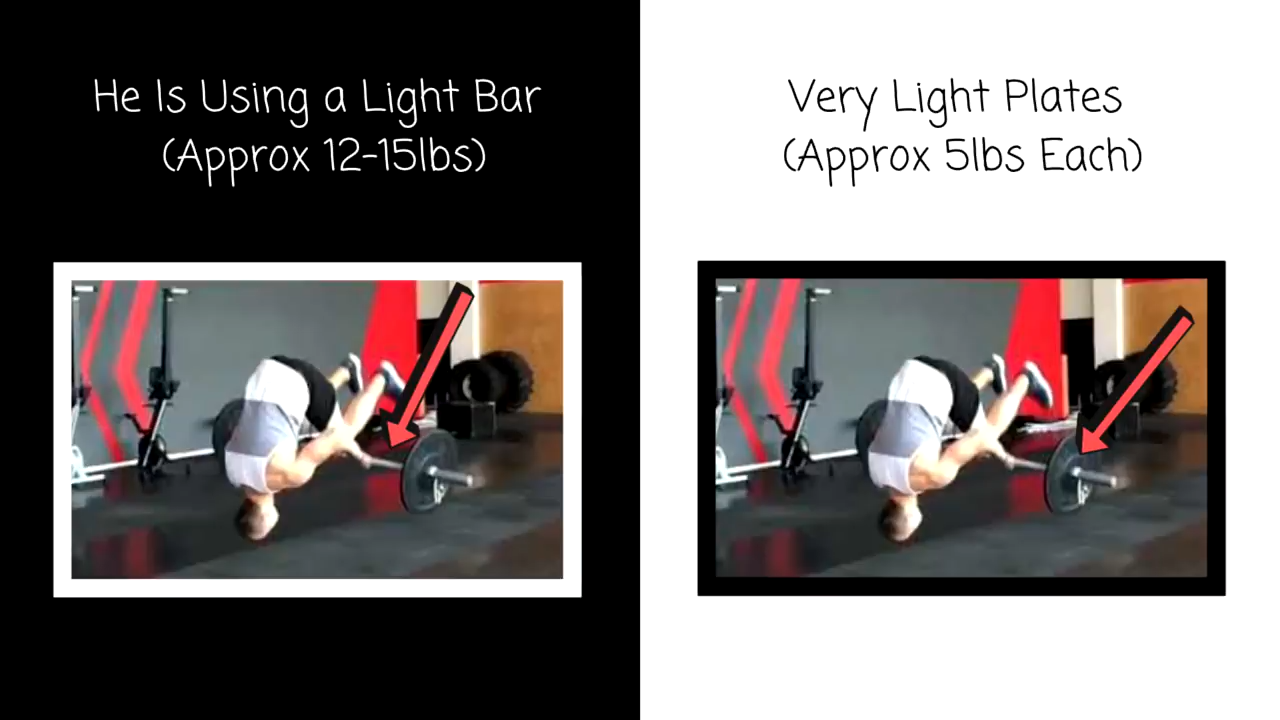 He Is Using a Light Bar
(Approx 12-15lbs)
Very Light Plates
(Approx 5lbs Each)